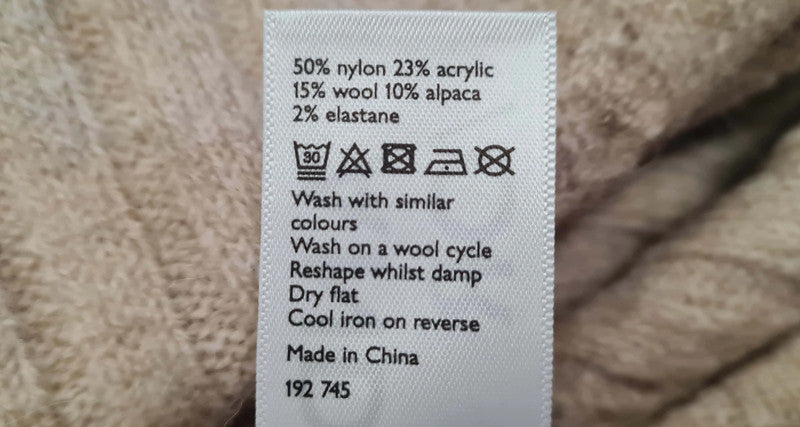 50% nylon 23% acrylic
15% wool 10% alpaca
2% elastane
30
Wash with similar
colours
Wash on a wool cycle
Reshape whilst damp
Dry flat
Cool iron on reverse
Made in China
192 745